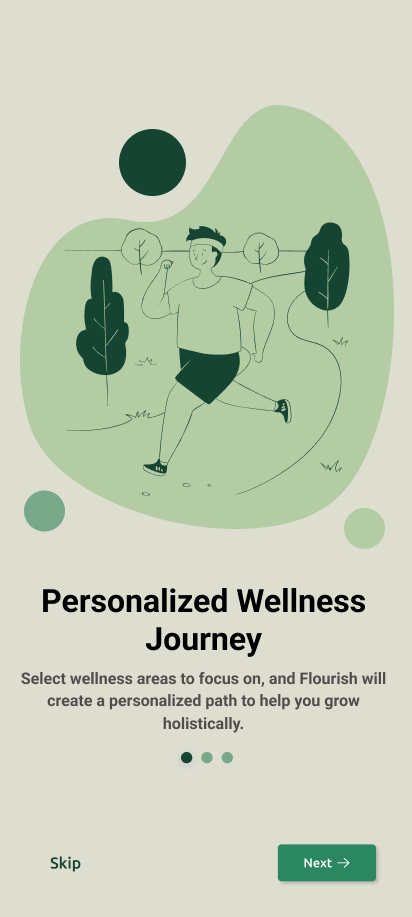 Personalized Wellness
Journey
Select wellness areas to focus on, and Flourish will
create a personalized path to help you grow
holistically.
Skip
Next →